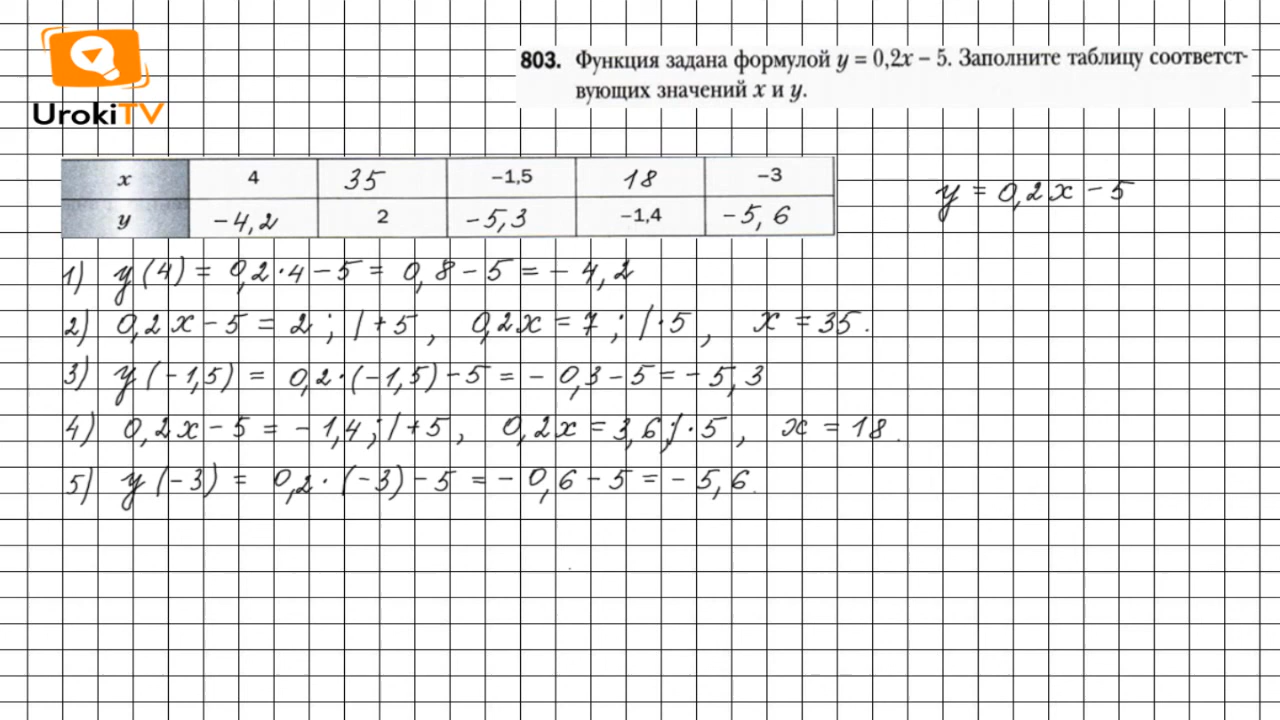 UrokiTV
803. Функция задана формулой y = 0,2x − 5. Заполните таблицу соответст-
вующих значений x и y.
x 4 35 −1,5 18 −3
y −4,2 2 −5,3 −1,4 −5,6
y = 0,2x − 5
1) y(4) = 0,2·4 − 5 = 0,8 − 5 = − 4,2
2) 0,2x − 5 = 2; /+5, 0,2x = 7; /·5, x = 35.
3) y(−1,5) = 0,2·(−1,5) − 5 = − 0,3 − 5 = − 5,3
4) 0,2x − 5 = − 1,4; /+5, 0,2x = 3,6; ·5, x = 18.
5) y(−3) = 0,2·(−3) − 5 = − 0,6 − 5 = − 5,6.